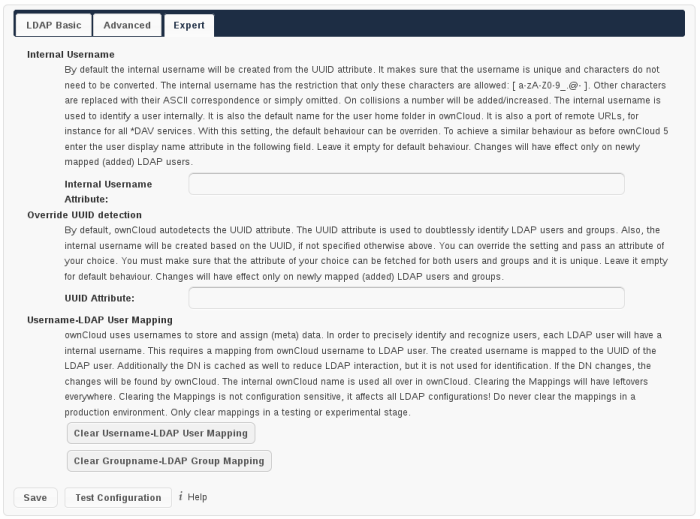 LDAP Basic
Advanced
Expert
Internal Username
By default the internal username will be created from the UUID attribute. It makes sure that the username is unique and characters do not
need to be converted. The internal username has the restriction that only these characters are allowed: [ a-zA-Z0-9_.@- ]. Other characters
are replaced with their ASCII correspondence or simply omitted. On collisions a number will be added/increased. The internal username is
used to identify a user internally. It is also the default name for the user home folder in ownCloud. It is also a port of remote URLs, for
instance for all *DAV services. With this setting, the default behaviour can be overriden. To achieve a similar behaviour as before ownCloud 5
enter the user display name attribute in the following field. Leave it empty for default behaviour. Changes will have effect only on newly
mapped (added) LDAP users.
Internal Username
Attribute:
Override UUID detection
By default, ownCloud autodetects the UUID attribute. The UUID attribute is used to doubtlessly identify LDAP users and groups. Also, the
internal username will be created based on the UUID, if not specified otherwise above. You can override the setting and pass an attribute of
your choice. You must make sure that the attribute of your choice can be fetched for both users and groups and it is unique. Leave it empty
for default behaviour. Changes will have effect only on newly mapped (added) LDAP users and groups.
UUID Attribute:
Username-LDAP User Mapping
ownCloud uses usernames to store and assign (meta) data. In order to precisely identify and recognize users, each LDAP user will have a
internal username. This requires a mapping from ownCloud username to LDAP user. The created username is mapped to the UUID of the
LDAP user. Additionally the DN is cached as well to reduce LDAP interaction, but it is not used for identification. If the DN changes, the
changes will be found by ownCloud. The internal ownCloud name is used all over in ownCloud. Clearing the Mappings will have leftovers
everywhere. Clearing the Mappings is not configuration sensitive, it affects all LDAP configurations! Do never clear the mappings in a
production environment. Only clear mappings in a testing or experimental stage.
Clear Username-LDAP User Mapping
Clear Groupname-LDAP Group Mapping
Save
Test Configuration
i Help